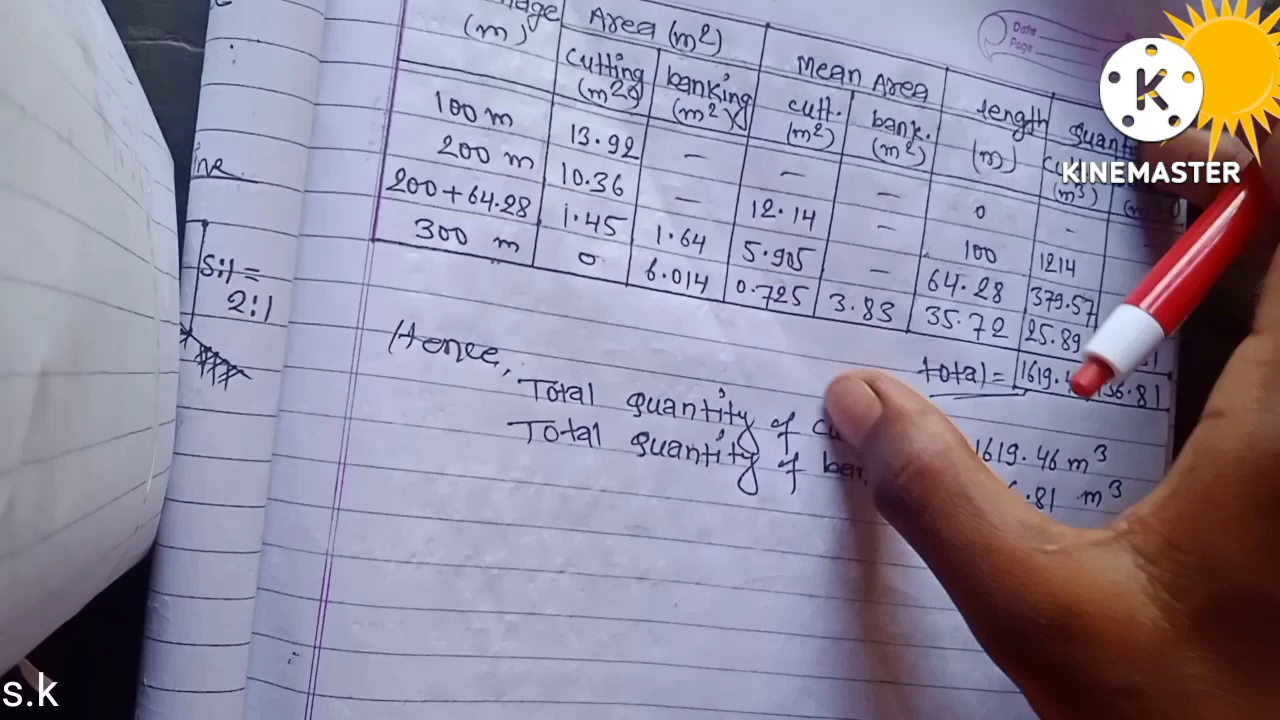 Date
Page
Area (m²) Mean Area length
(m) cutting (m²) banking (m²) cutt. (m²) bank. (m²) (m) (m³)
100 m 13.92 - - - 0 - -
200 m 10.36 - 12.14 - 100 1214
200+64.28 1.45 1.64 5.905 - 64.28 379.57
300 m 0 6.014 0.725 3.83 35.72 25.89
total = 1619. 136.81
S:1 =
2:1
Hence,
Total quantity of 1619.46 m³
Total quantity of .81 m³
K
KINEMASTER
s.k